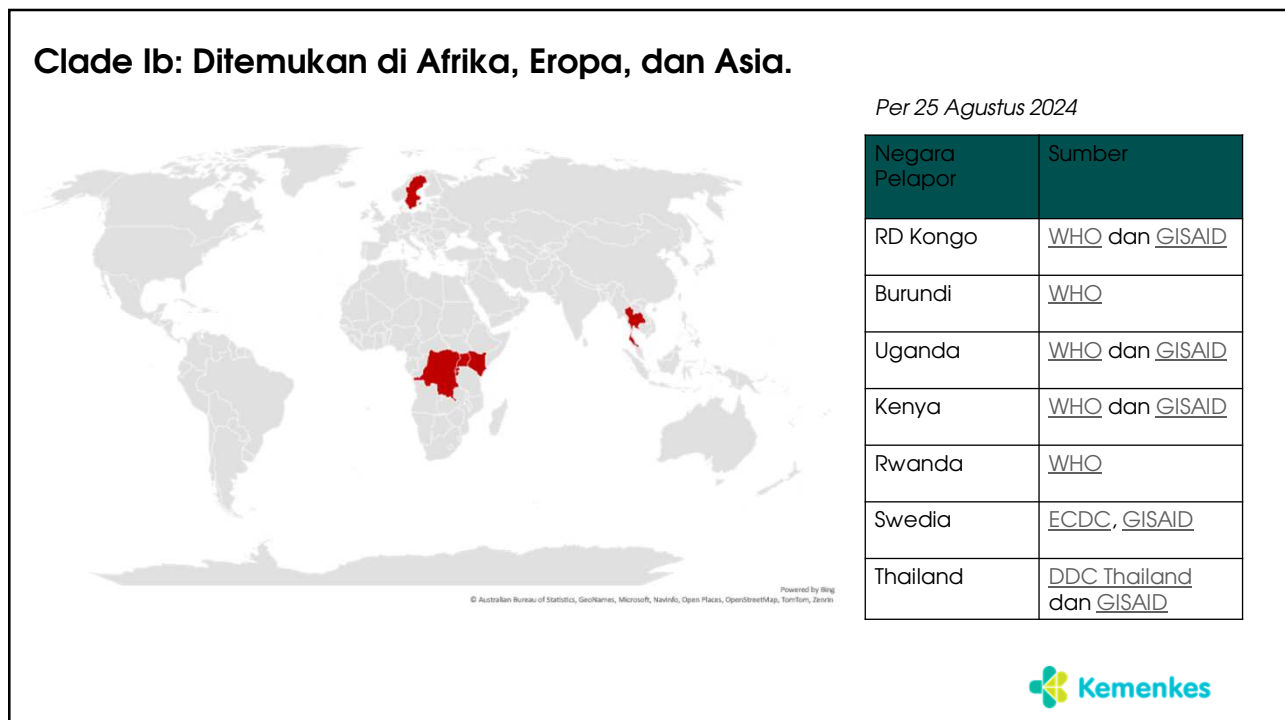 Clade Ib: Ditemukan di Afrika, Eropa, dan Asia.
Per 25 Agustus 2024
Negara Pelapor
Sumber
RD Kongo
WHO dan GISAID
Burundi
WHO
Uganda
WHO dan GISAID
Kenya
WHO dan GISAID
Rwanda
WHO
Swedia
ECDC, GISAID
Thailand
DDC Thailand
dan GISAID
Powered by Bing
© Australian Bureau of Statistics, GeoNames, Microsoft, Navinfo, Open Places, OpenStreetMap, TomTom, Zenrin
Kemenkes